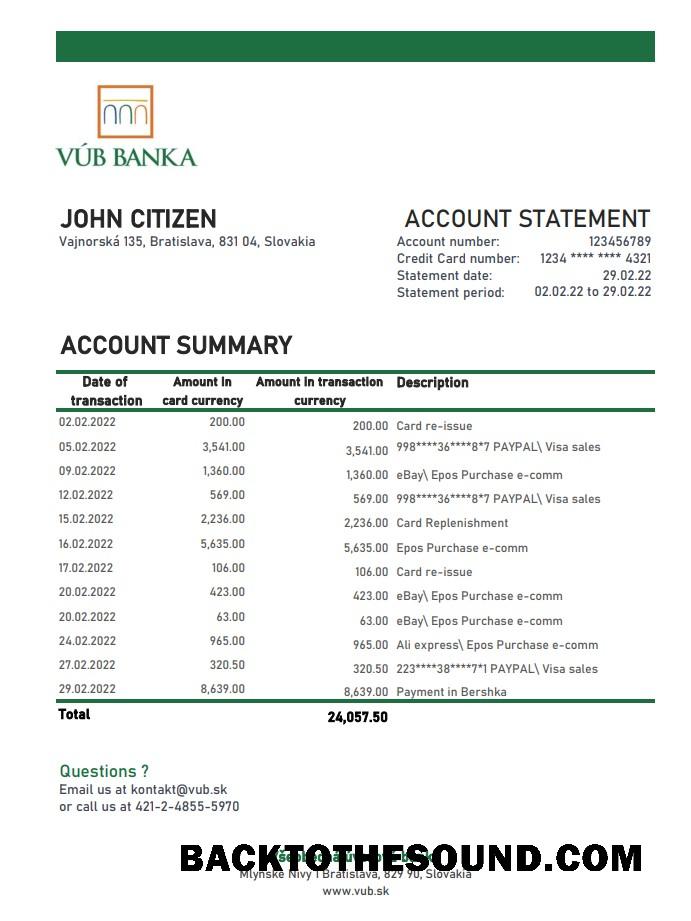 VÚB BANKA
JOHN CITIZEN
Vajnorská 135, Bratislava, 831 04, Slovakia
ACCOUNT STATEMENT
Account number: 123456789
Credit Card number: 1234 **** **** 4321
Statement date: 29.02.22
Statement period: 02.02.22 to 29.02.22
ACCOUNT SUMMARY
Date of transaction Amount in card currency Amount in transaction currency Description
02.02.2022 200.00 200.00 Card re-issue
05.02.2022 3,541.00 3,541.00 998****36****8*7 PAYPAL\ Visa sales
09.02.2022 1,360.00 1,360.00 eBay\ Epos Purchase e-comm
12.02.2022 569.00 569.00 998****36****8*7 PAYPAL\ Visa sales
15.02.2022 2,236.00 2,236.00 Card Replenishment
16.02.2022 5,635.00 5,635.00 Epos Purchase e-comm
17.02.2022 106.00 106.00 Card re-issue
20.02.2022 423.00 423.00 eBay\ Epos Purchase e-comm
20.02.2022 63.00 63.00 eBay\ Epos Purchase e-comm
24.02.2022 965.00 965.00 Ali express\ Epos Purchase e-comm
27.02.2022 320.50 320.50 223****38****7*1 PAYPAL\ Visa sales
29.02.2022 8,639.00 8,639.00 Payment in Bershka
Total 24,057.50
Questions ?
Email us at kontakt@vub.sk
or call us at 421-2-4855-5970
BACKTOTHESOUND.COM
Mlynské Nivy 1 Bratislava, 829 90, Slovakia
www.vub.sk